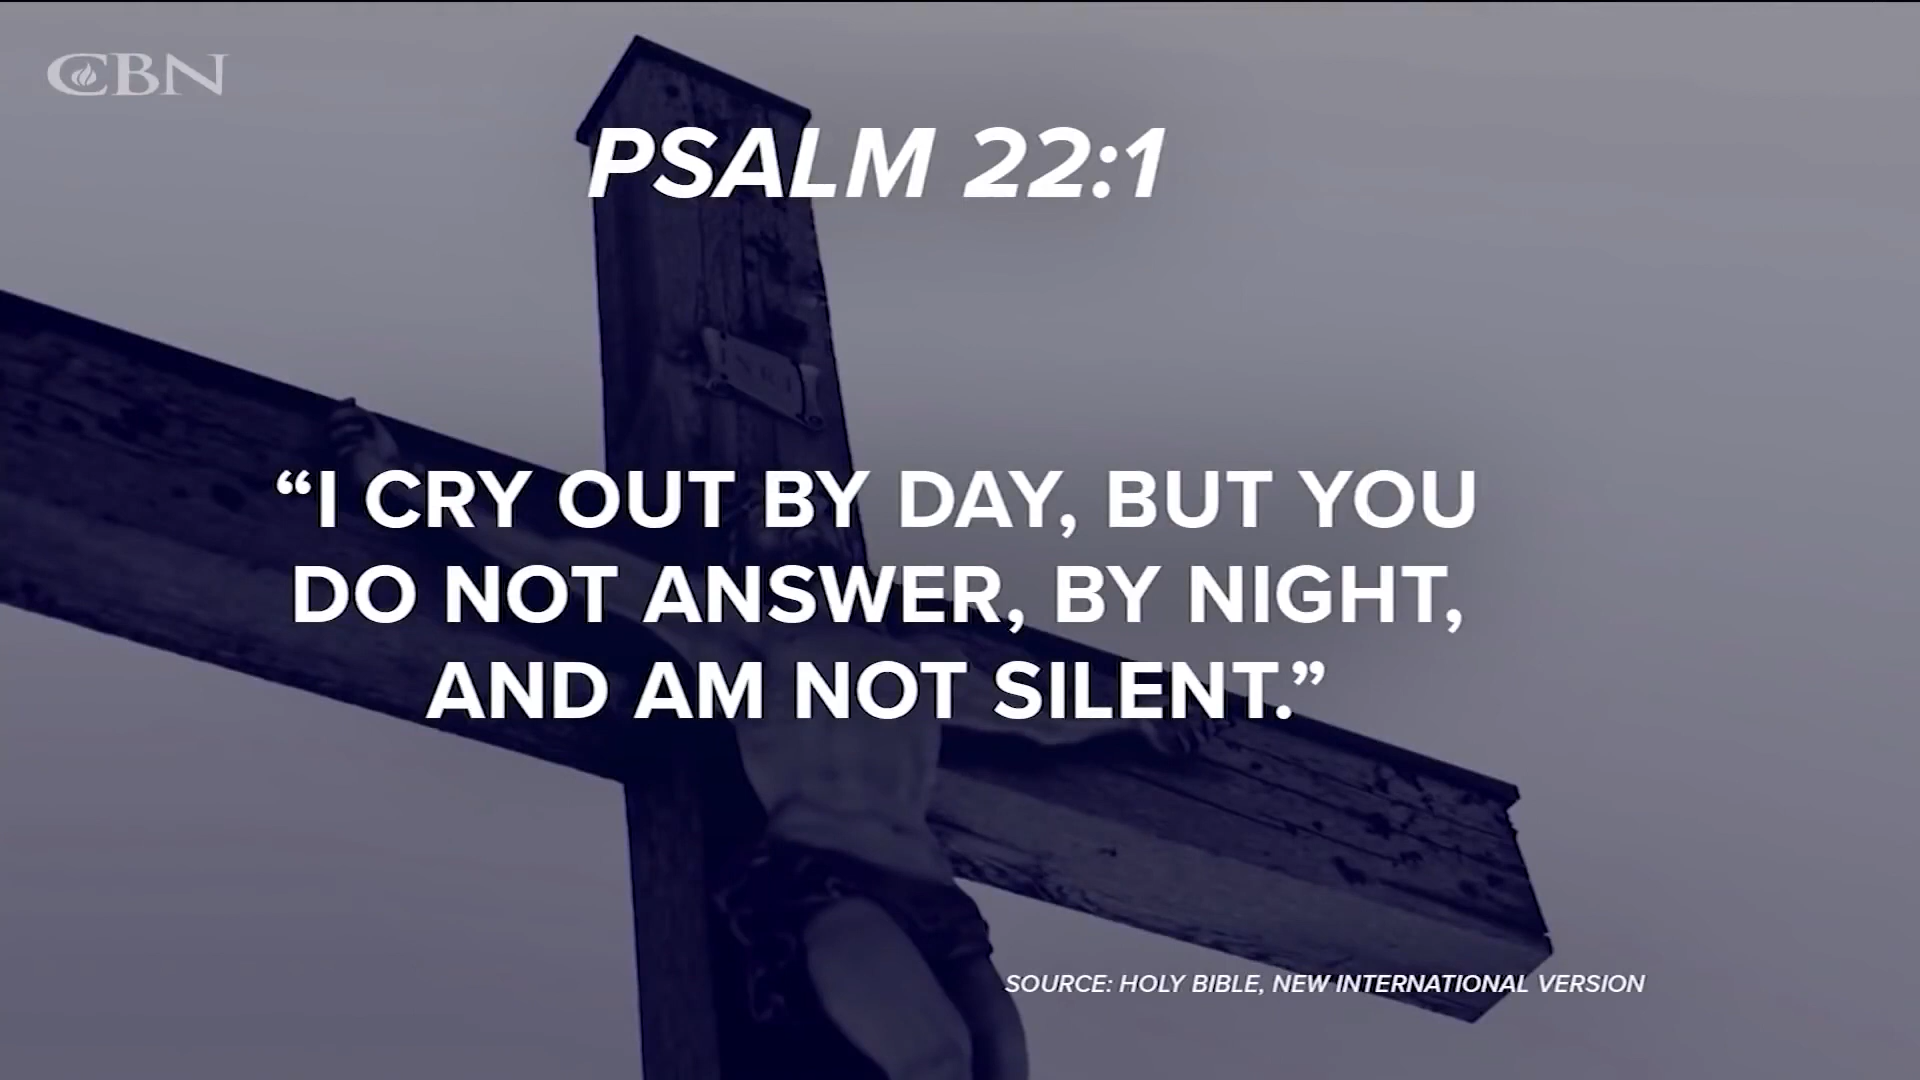 CBN
PSALM 22:1
“I CRY OUT BY DAY, BUT YOU
DO NOT ANSWER, BY NIGHT,
AND AM NOT SILENT.”
SOURCE: HOLY BIBLE, NEW INTERNATIONAL VERSION